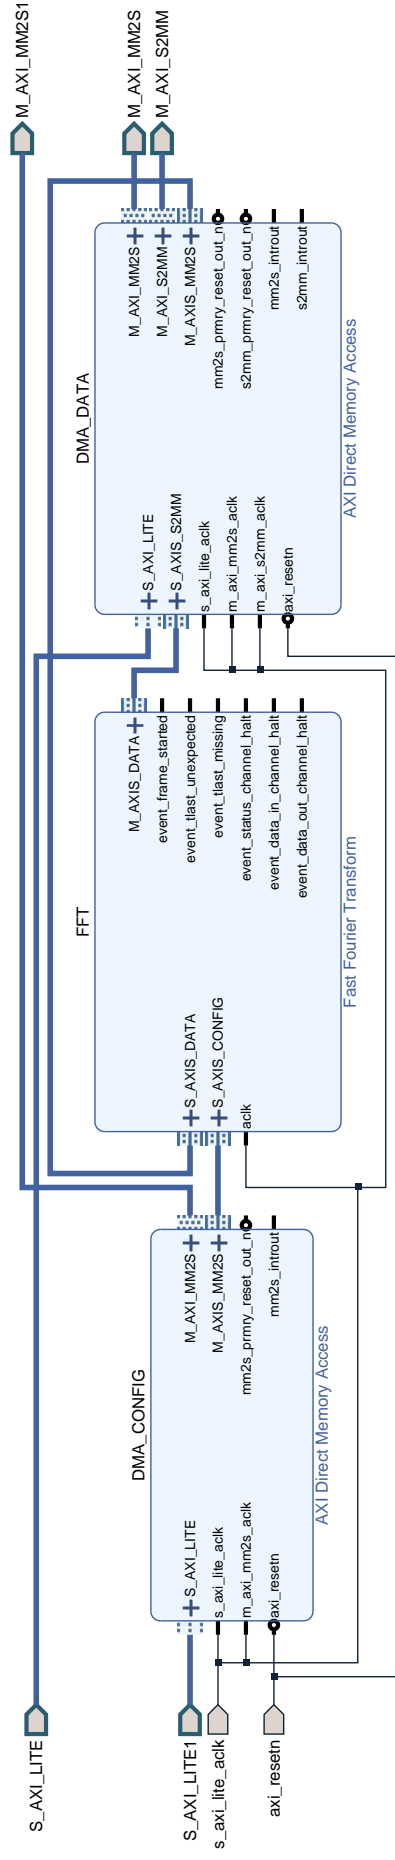 S_AXI_LITE
S_AXI_LITE1
s_axi_lite_aclk
axi_resetn
DMA_CONFIG
S_AXI_LITE
s_axi_lite_aclk
m_axi_mm2s_aclk
axi_resetn
M_AXI_MM2S
M_AXIS_MM2S
mm2s_prmry_reset_out_n
mm2s_introut
AXI Direct Memory Access
FFT
S_AXIS_DATA
S_AXIS_CONFIG
aclk
M_AXIS_DATA
event_frame_started
event_tlast_unexpected
event_tlast_missing
event_status_channel_halt
event_data_in_channel_halt
event_data_out_channel_halt
Fast Fourier Transform
DMA_DATA
S_AXI_LITE
S_AXIS_S2MM
s_axi_lite_aclk
m_axi_mm2s_aclk
m_axi_s2mm_aclk
axi_resetn
M_AXI_MM2S
M_AXI_S2MM
M_AXIS_MM2S
mm2s_prmry_reset_out_n
s2mm_prmry_reset_out_n
mm2s_introut
s2mm_introut
AXI Direct Memory Access
M_AXI_MM2S1
M_AXI_MM2S
M_AXI_S2MM